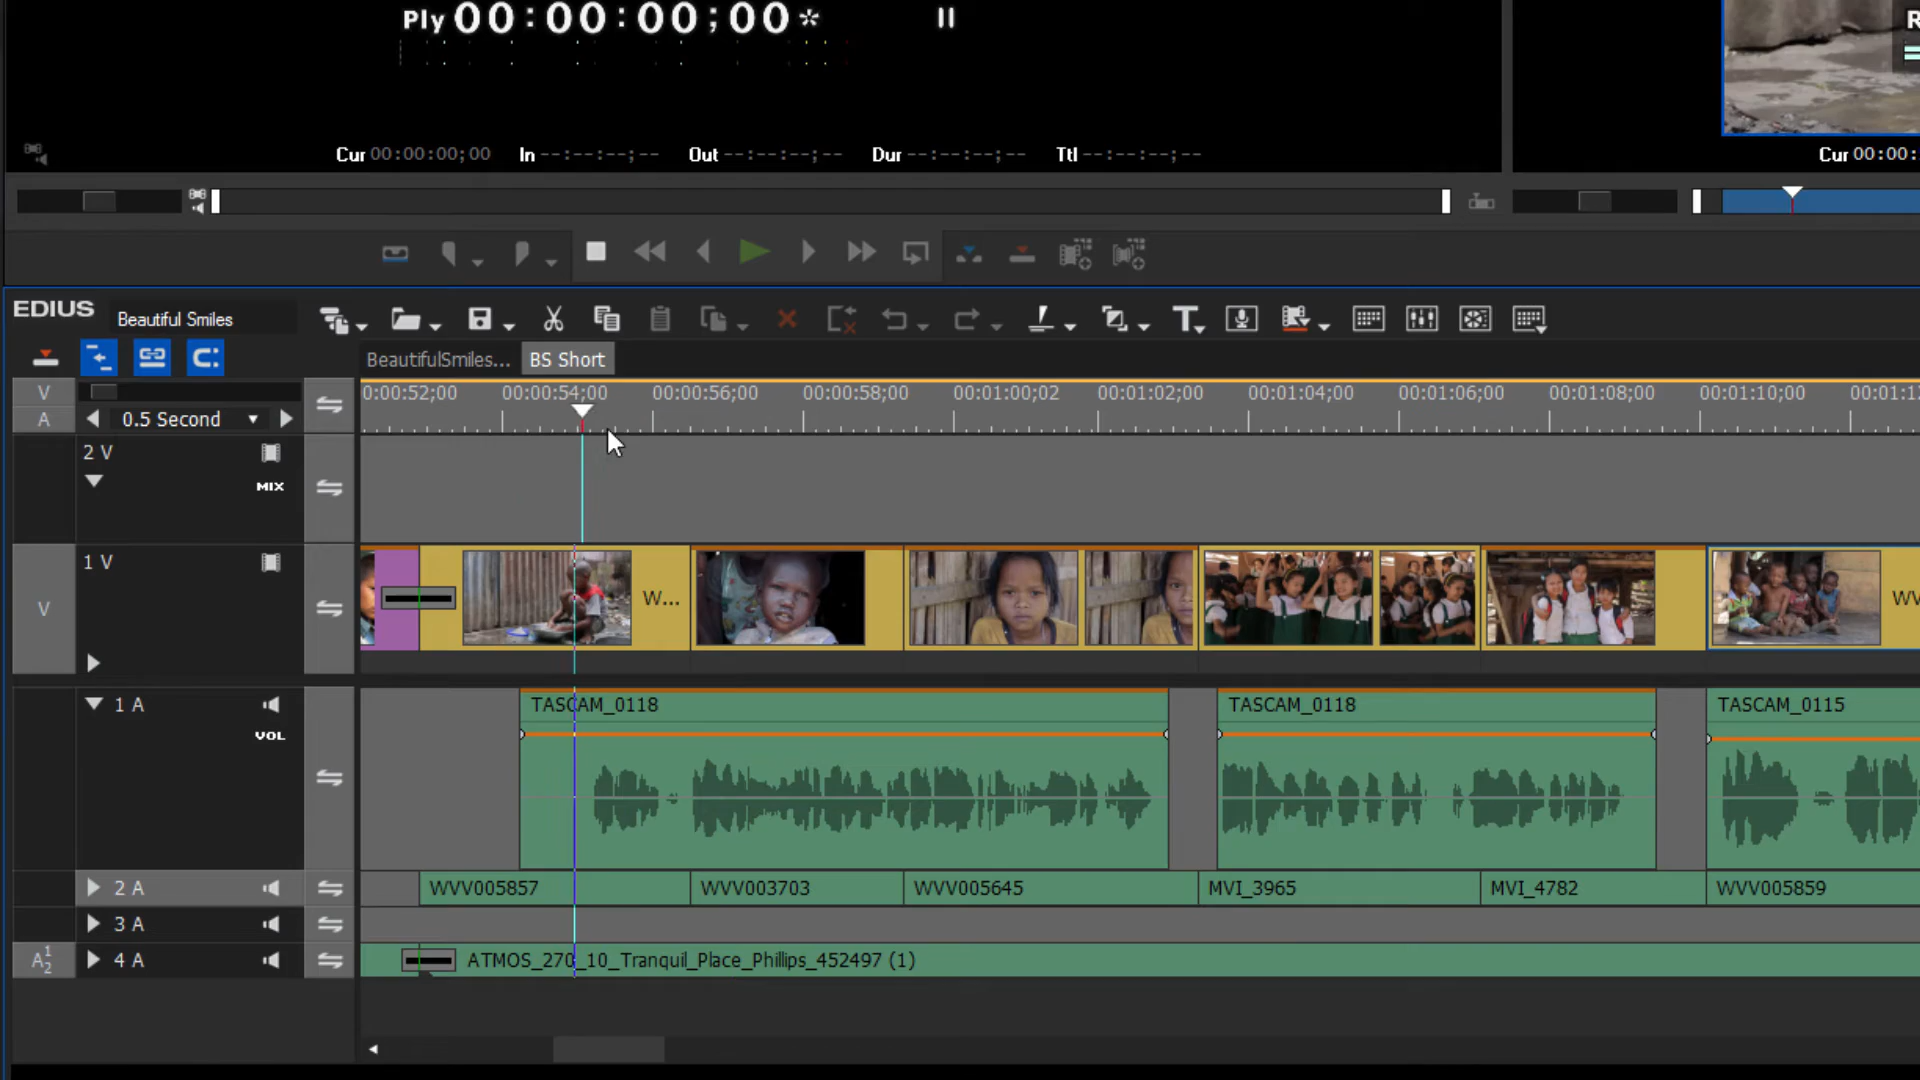 Ply 00:00:00;00 *
R
Cur 00:00:00;00 In --:--:--;-- Out --:--:--;-- Dur --:--:--;-- Ttl --:--:--;--
Cur 00:00:
EDIUS Beautiful Smiles
BeautifulSmiles... BS Short
V
A
0.5 Second
0:00:52;00 00:00:54;00 00:00:56;00 00:00:58;00 00:01:00;02 00:01:02;00 00:01:04;00 00:01:06;00 00:01:08;00 00:01:10;00 00:01:12
2 V
MIX
1 V
V
W...
WV
1 A
VOL
TASCAM_0118 TASCAM_0118 TASCAM_0115
2 A WVV005857 WVV003703 WVV005645 MVI_3965 MVI_4782 WVV005859
3 A
A 1 2 4 A ATMOS_270_10_Tranquil_Place_Phillips_452497 (1)